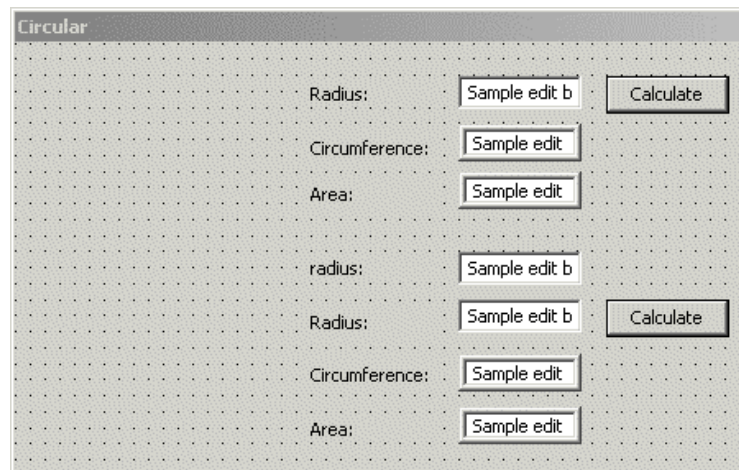 Circular
Radius: Sample edit b Calculate
Circumference: Sample edit
Area: Sample edit
radius: Sample edit b
Radius: Sample edit b Calculate
Circumference: Sample edit
Area: Sample edit